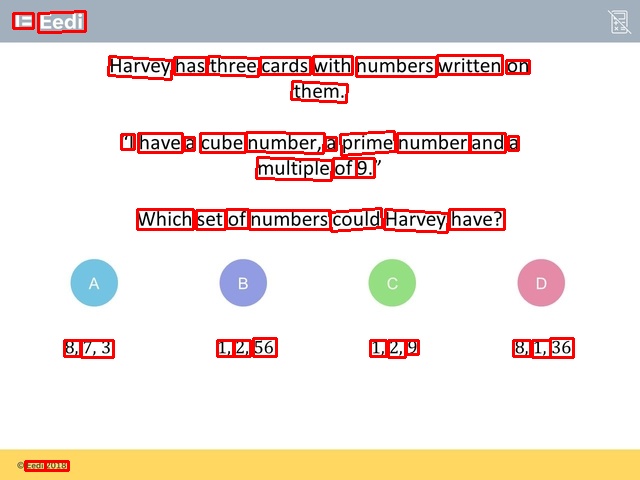 Eedi
Harvey has three cards with numbers written on
them.
“I have a cube number, a prime number and a
multiple of 9.”
Which set of numbers could Harvey have?
A B C D
8, 7, 3 1, 2, 56 1, 2, 9 8, 1, 36
© Eedi 2018